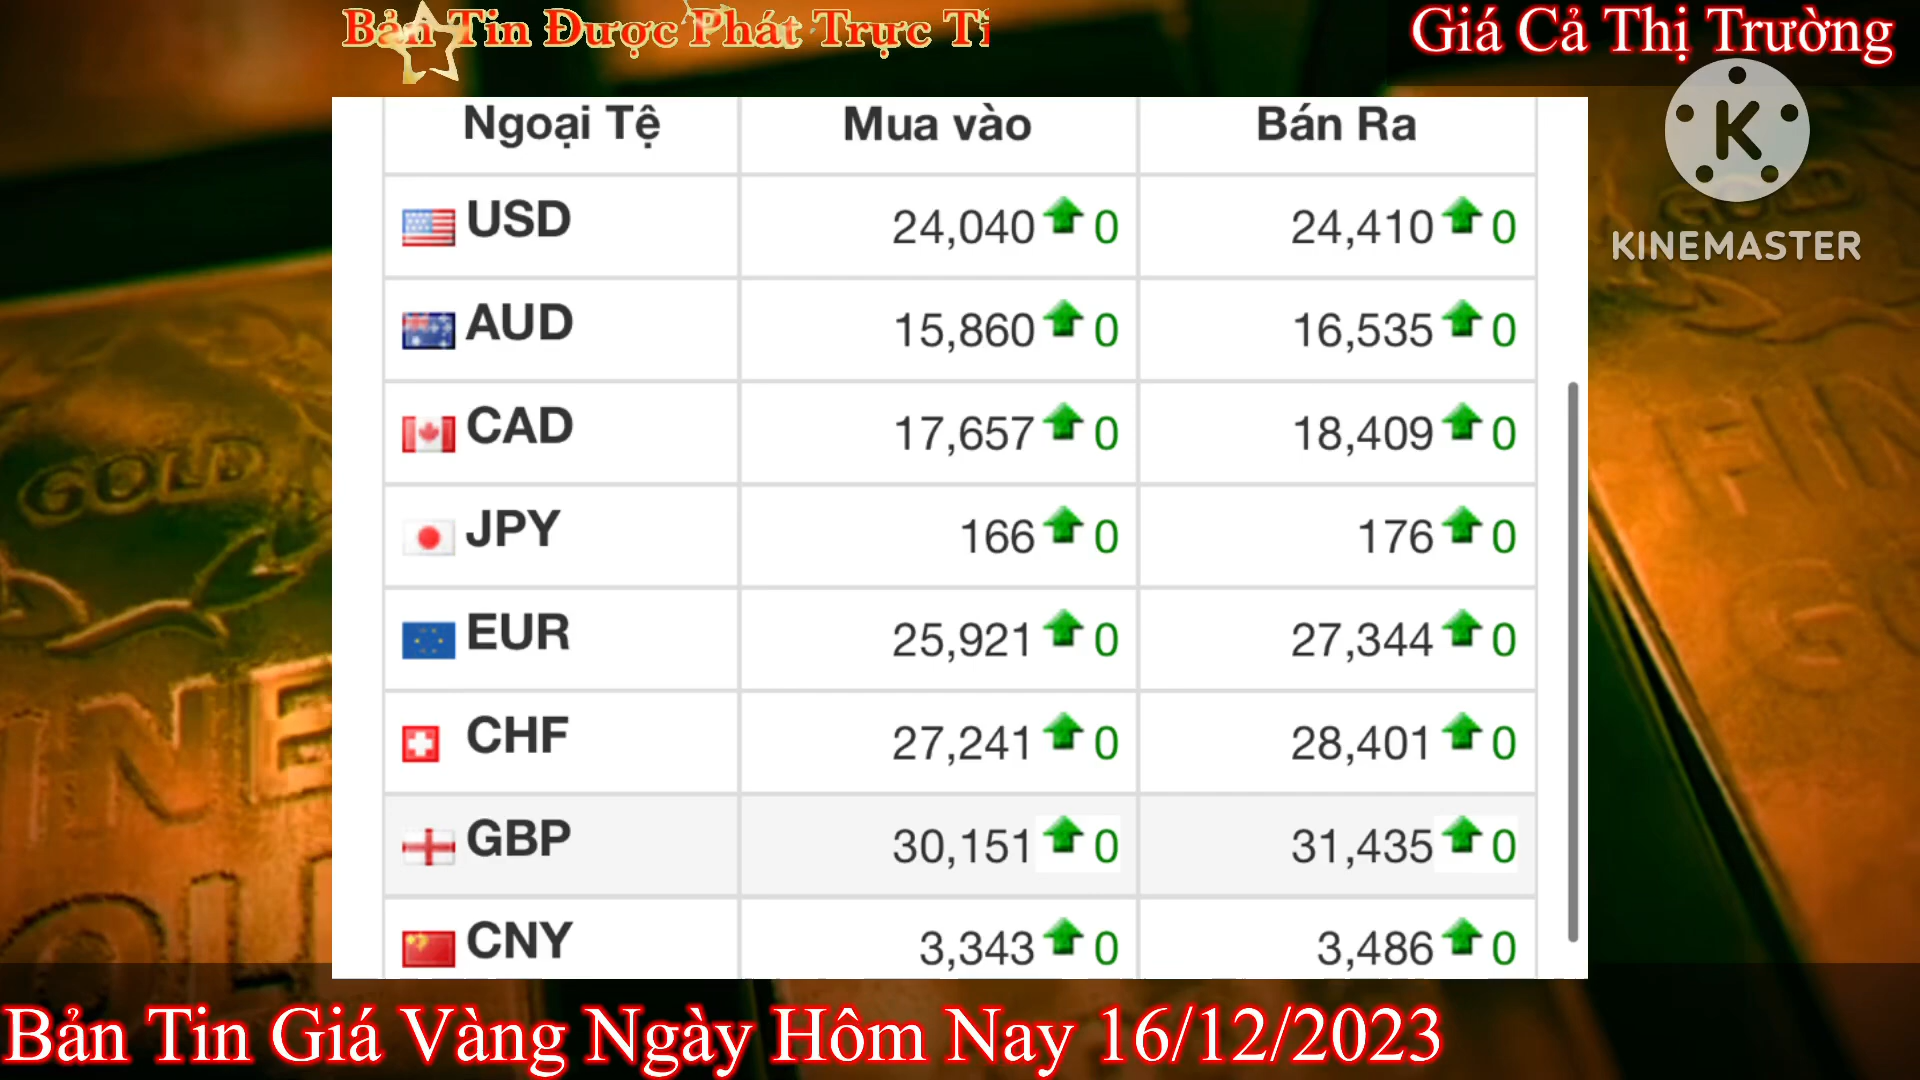 Bản Tin Được Phát Trực Ti
Giá Cả Thị Trường
K
KINEMASTER
Ngoại Tệ Mua vào Bán Ra
USD 24,040 0 24,410 0
AUD 15,860 0 16,535 0
CAD 17,657 0 18,409 0
JPY 166 0 176 0
EUR 25,921 0 27,344 0
CHF 27,241 0 28,401 0
GBP 30,151 0 31,435 0
CNY 3,343 0 3,486 0
GOLD
GOLD
FIN
INE
Bản Tin Giá Vàng Ngày Hôm Nay 16/12/2023